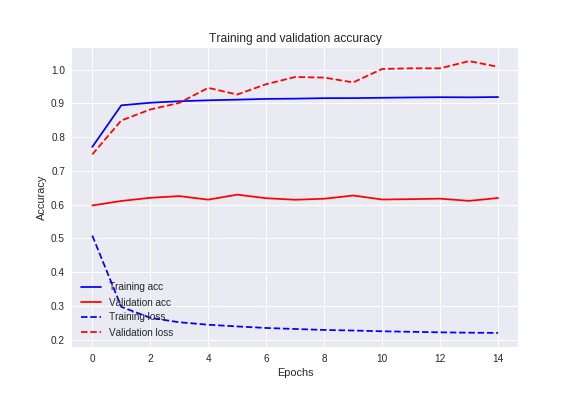 Training and validation accuracy
1.0
0.9
0.8
0.7
0.6
0.5
0.4
0.3
0.2
Accuracy
Training acc
Validation acc
Training loss
Validation loss
0 2 4 6 8 10 12 14
Epochs